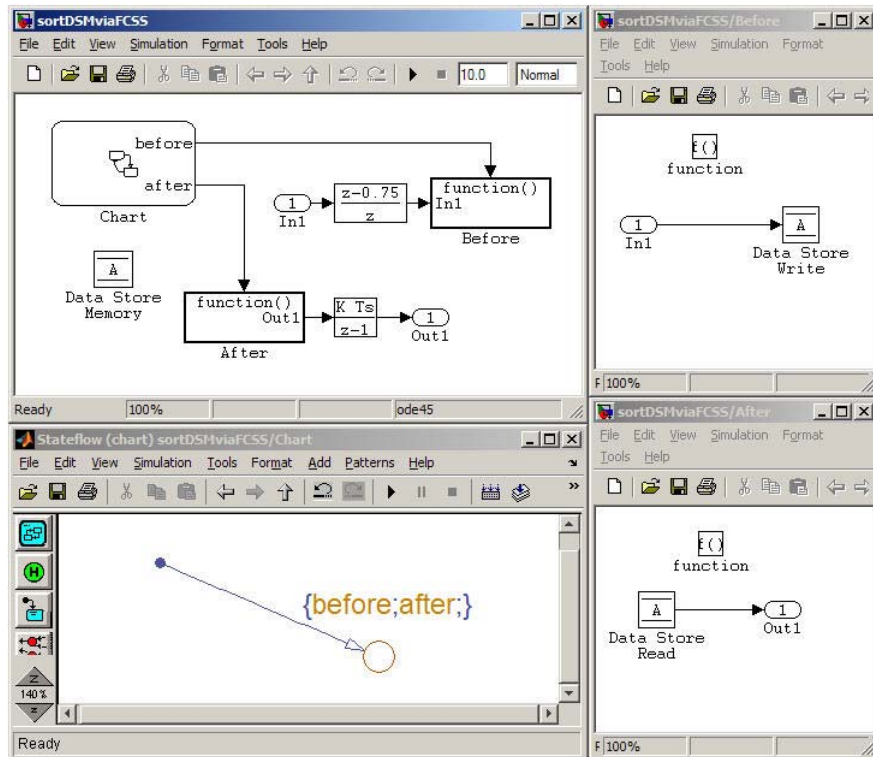 sortDSMviaFCSS
File Edit View Simulation Format Tools Help
10.0 Normal
before
after
Chart
A
Data Store
Memory
1
In1
z-0.75
z
function()
In1
Before
function()
Out1
After
K Ts
z-1
1
Out1
Ready 100% ode45
sortDSMviaFCSS/Before
File Edit View Simulation Format
Tools Help
f()
function
1
In1
A
Data Store
Write
F 100%
Stateflow (chart) sortDSMviaFCSS/Chart
File Edit View Simulation Tools Format Add Patterns Help
»
H
Z
140%
z
{before;after;}
Ready
sortDSMviaFCSS/After
File Edit View Simulation Format
Tools Help
f()
function
A
Data Store
Read
1
Out1
F 100%